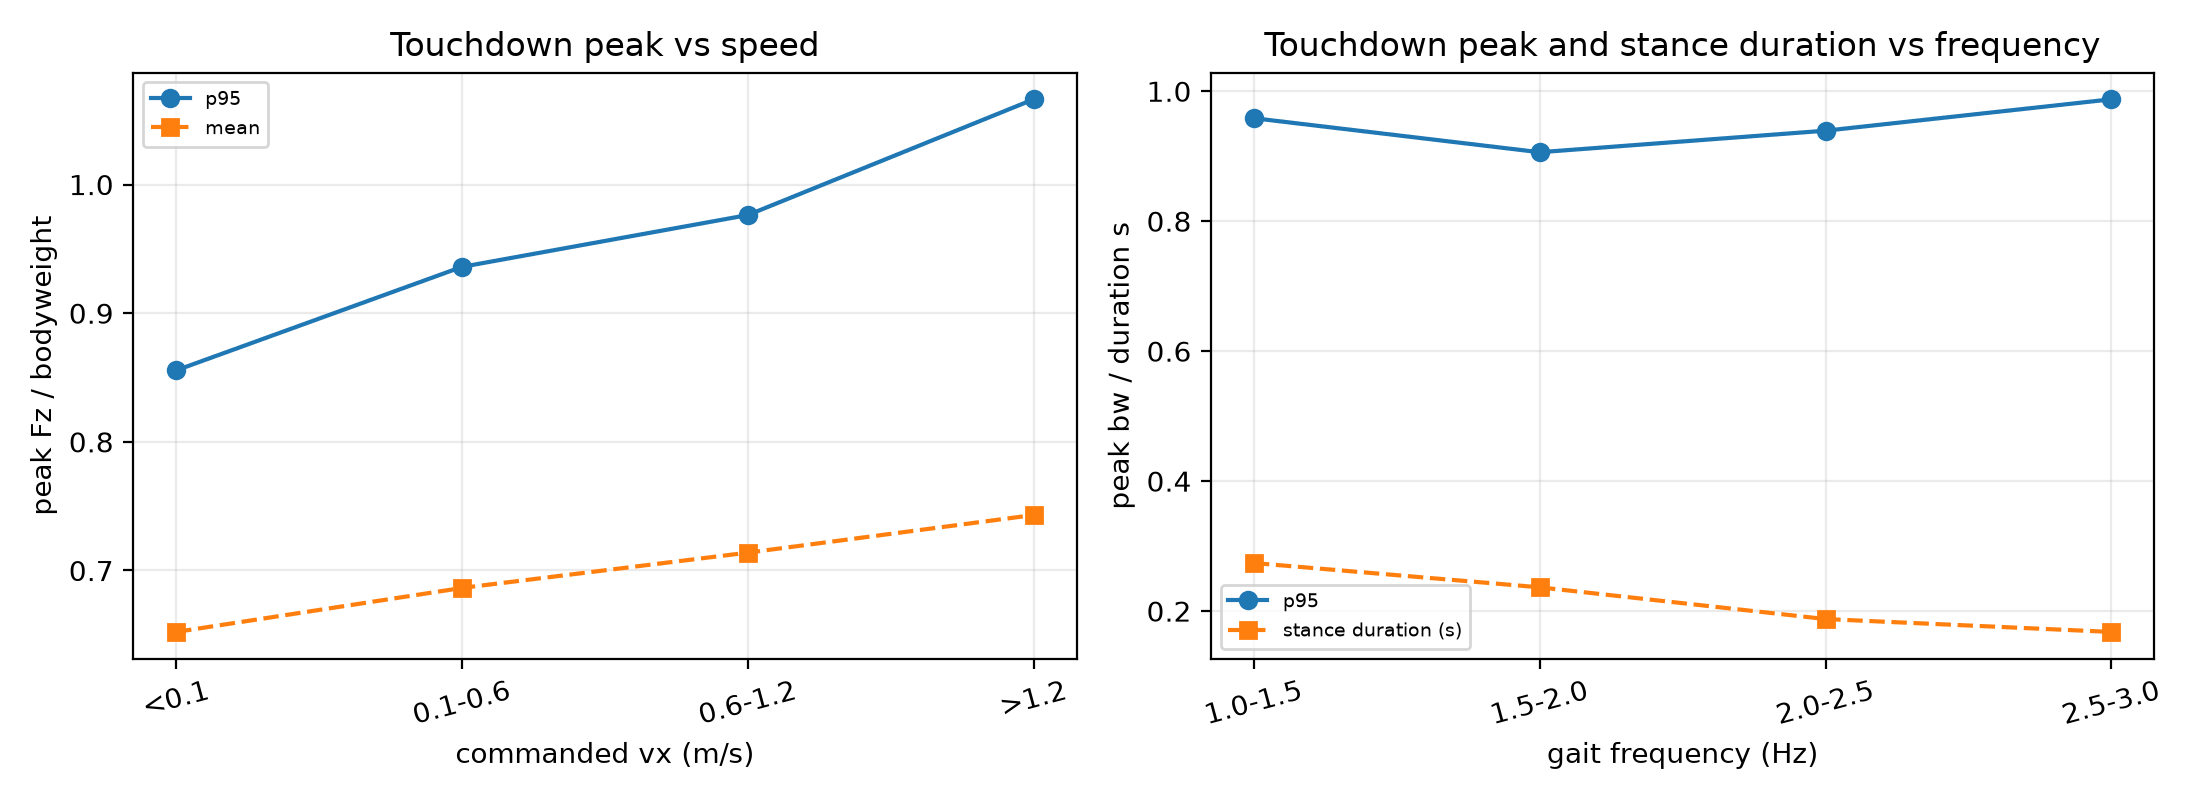 Touchdown peak vs speed
p95
mean
peak Fz / bodyweight
1.0
0.9
0.8
0.7
<0.1
0.1-0.6
0.6-1.2
>1.2
commanded vx (m/s)
Touchdown peak and stance duration vs frequency
peak bw / duration s
1.0
0.8
0.6
0.4
0.2
p95
stance duration (s)
1.0-1.5
1.5-2.0
2.0-2.5
2.5-3.0
gait frequency (Hz)